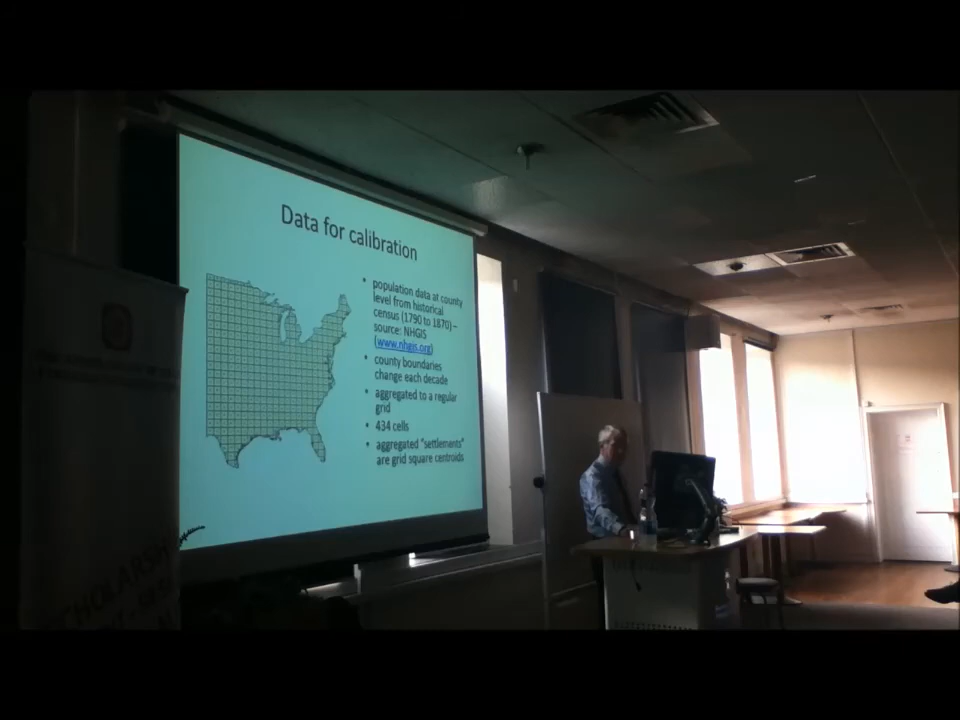 Data for calibration
• population data at county
level from historical
census (1790 to 1870) –
source: NHGIS
(www.nhgis.org)
• county boundaries
change each decade
• aggregated to a regular
grid
• 434 cells
• aggregated "settlements"
are grid square centroids